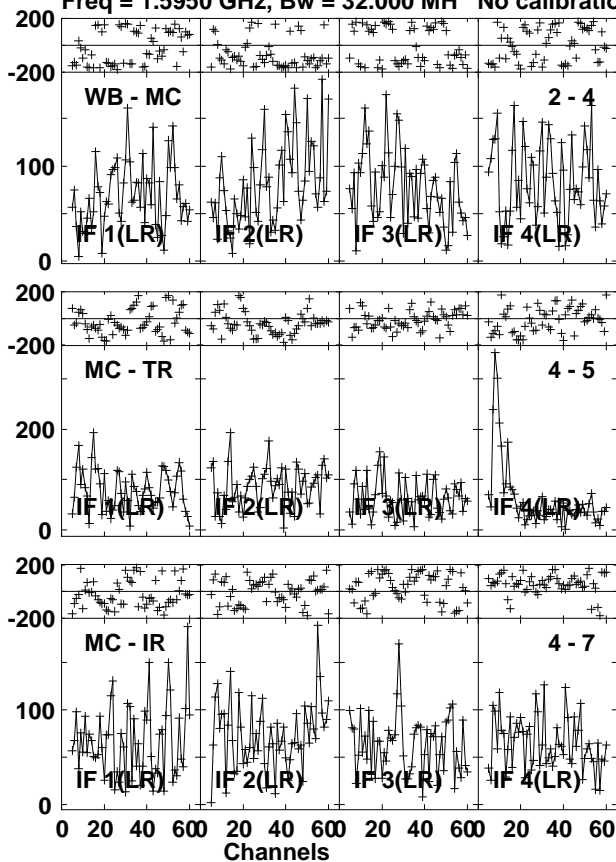 Freq = 1.5950 GHz, Bw = 32.000 MH No calibratio
200
-200
WB - MC 2 - 4
100
0
IF 1(LR) IF 2(LR) IF 3(LR) IF 4(LR)
200
-200
MC - TR 4 - 5
200
0
IF 1(LR) IF 2(LR) IF 3(LR) IF 4(LR)
200
-200
MC - IR 4 - 7
100
0
IF 1(LR) IF 2(LR) IF 3(LR) IF 4(LR)
0 20 40 60 0 20 40 60 0 20 40 60 0 20 40 60
Channels